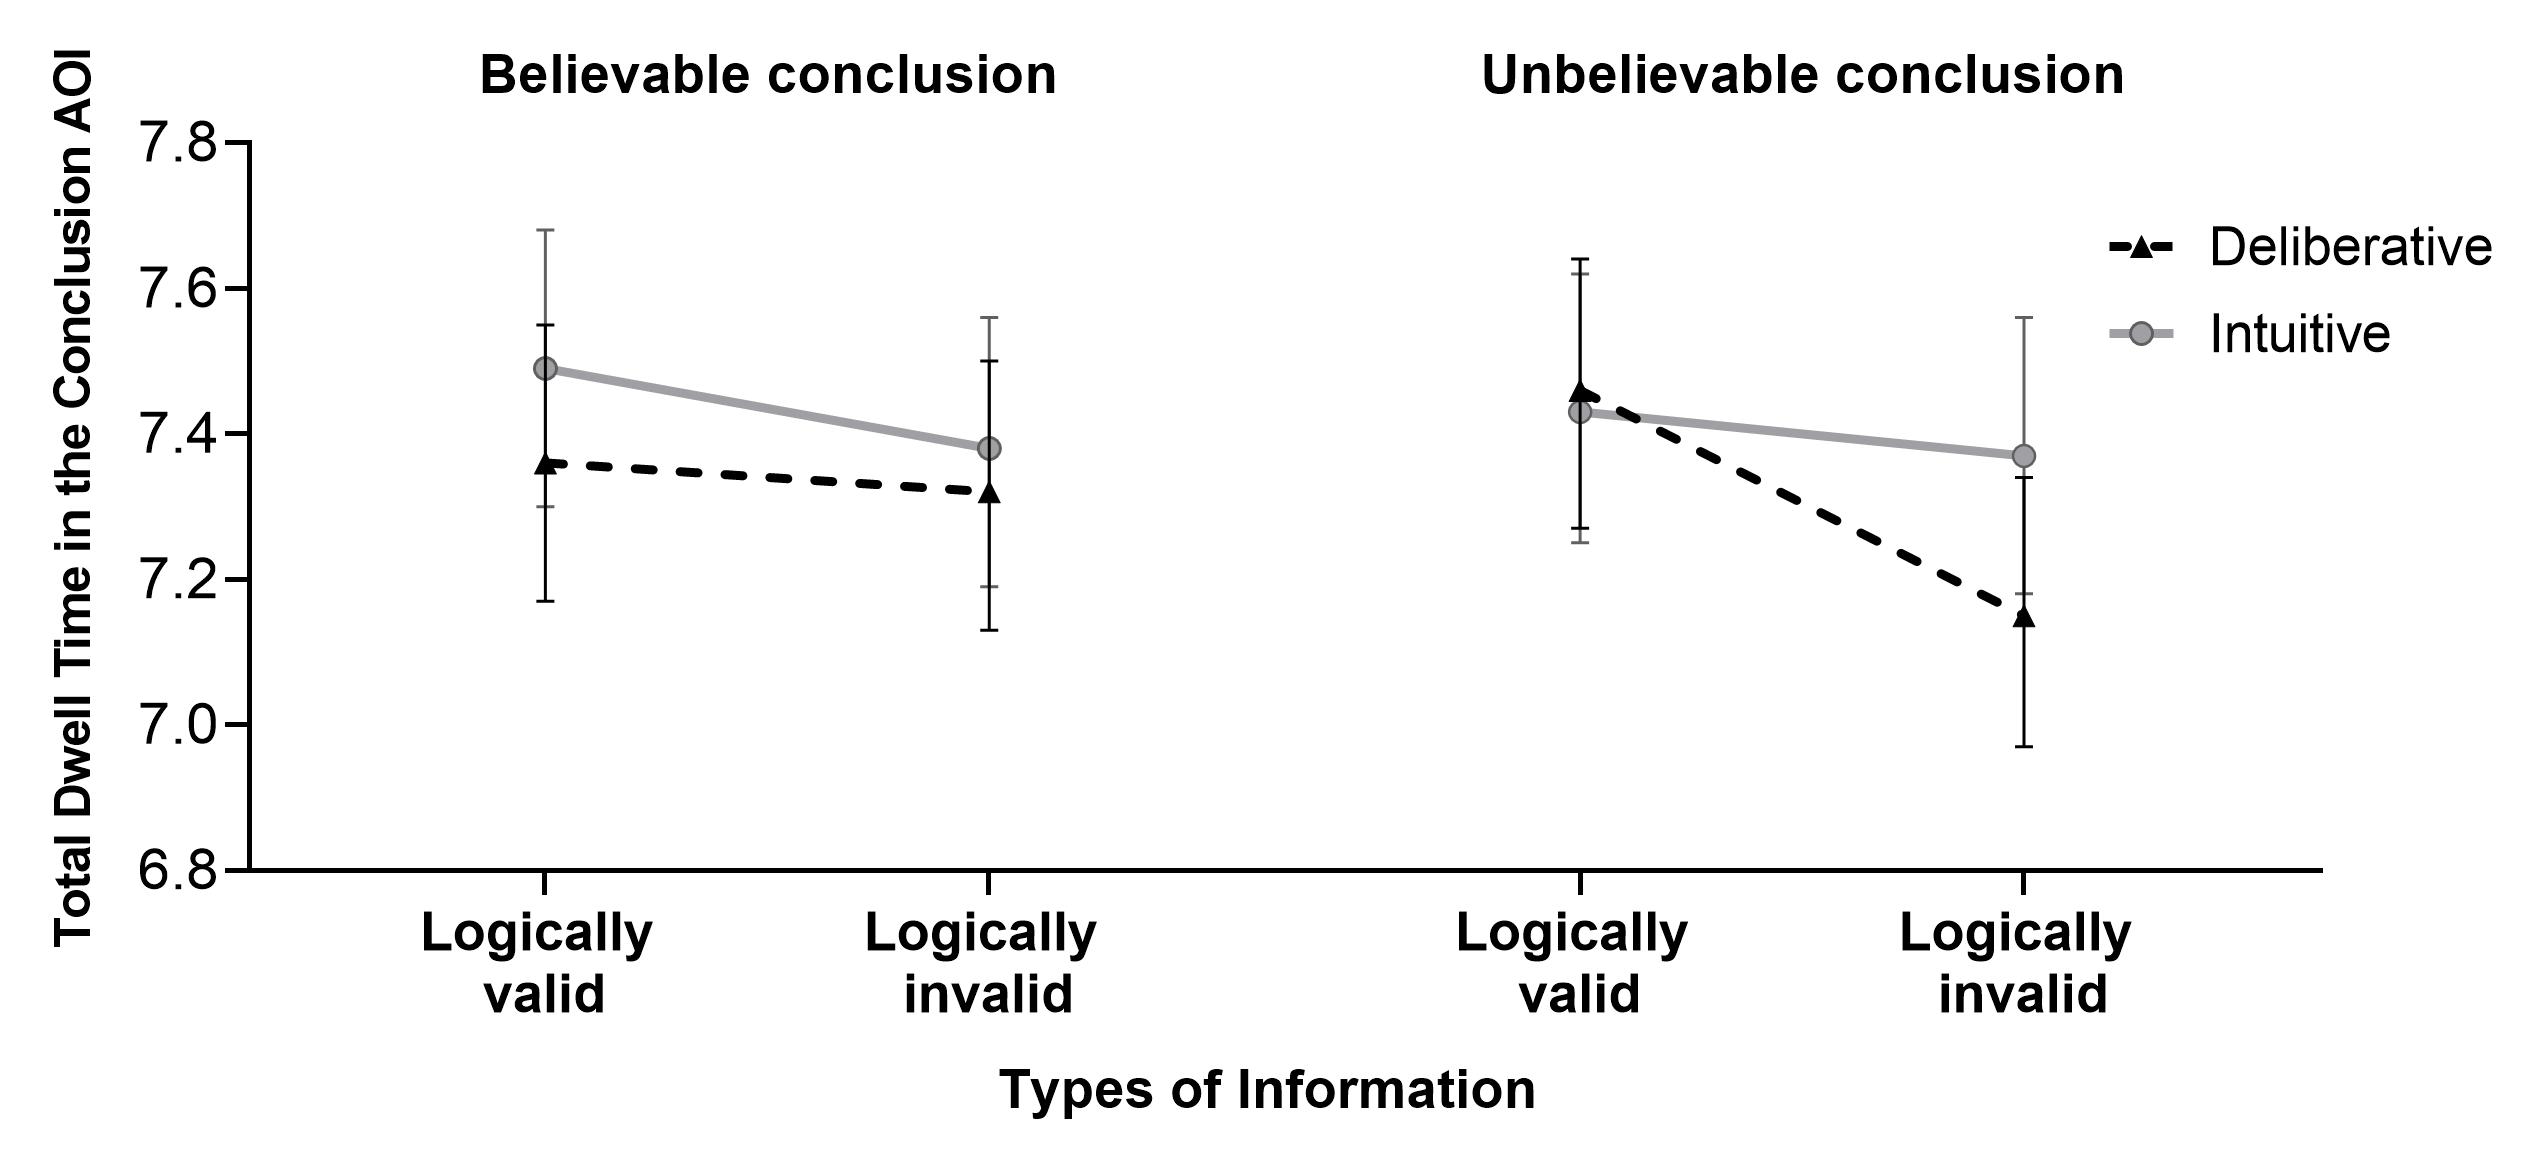 Believable conclusion
Unbelievable conclusion
Total Dwell Time in the Conclusion AOI
7.8
7.6
7.4
7.2
7.0
6.8
Deliberative
Intuitive
Logically
valid
Logically
invalid
Logically
valid
Logically
invalid
Types of Information